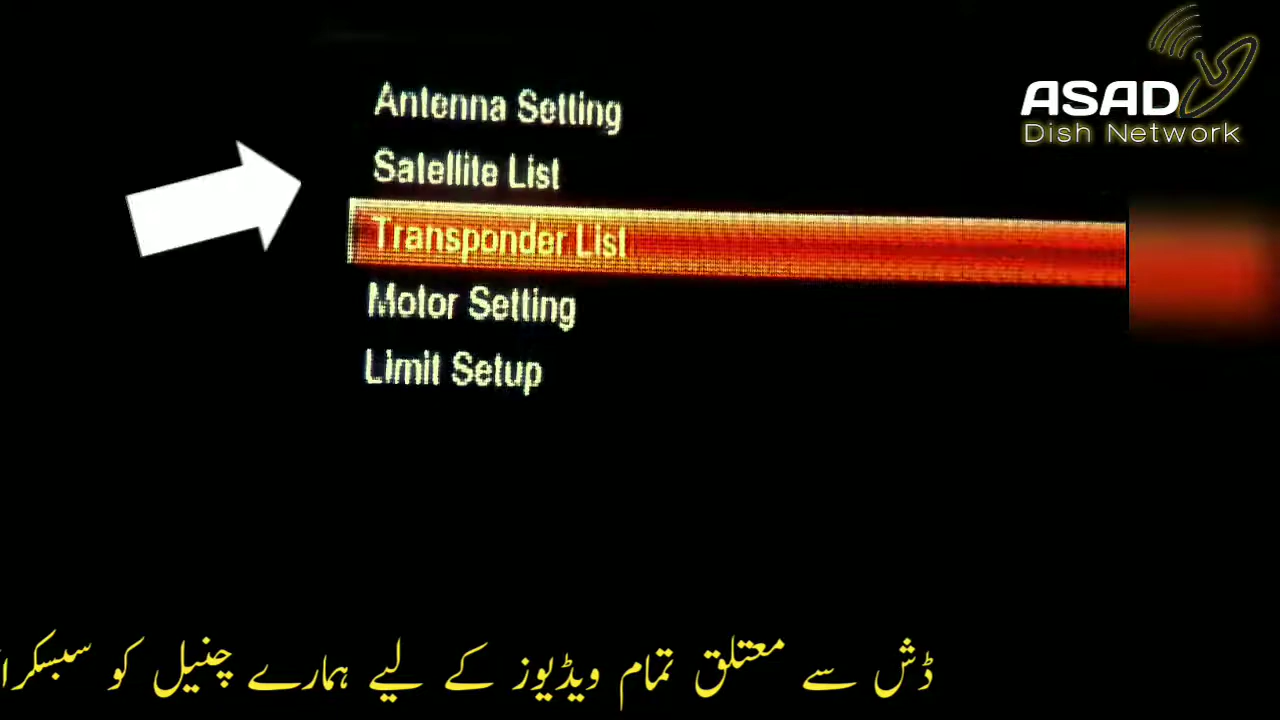 ASAD
Dish Network
Antenna Setting
Satellite List
Transponder List
Motor Setting
Limit Setup
ڈش سے معتلق تمام ویڈیوز کے لیے ہمارے چنیل کو